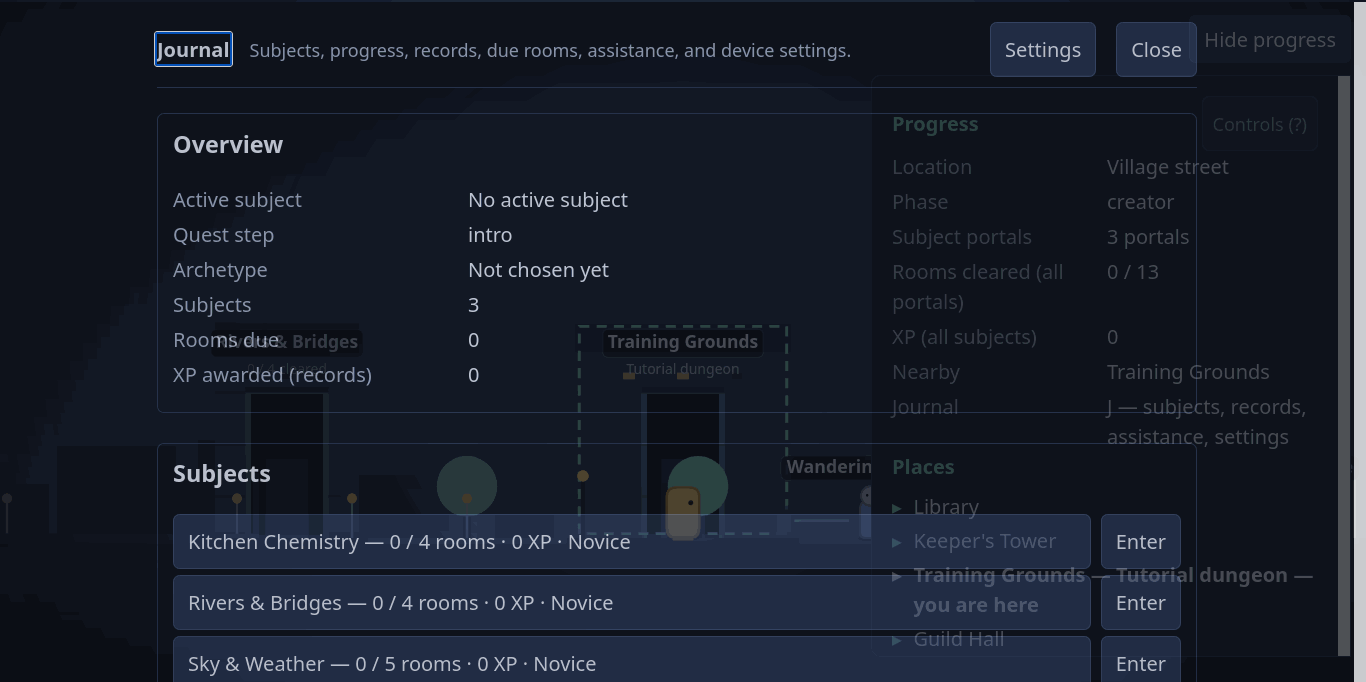 Journal
Subjects, progress, records, due rooms, assistance, and device settings.
Settings
Close
Hide progress
Controls (?)
Overview
Active subject No active subject
Quest step intro
Archetype Not chosen yet
Subjects 3
Rooms due 0
XP awarded (records) 0
Rivers & Bridges
Training Grounds
Tutorial dungeon
Progress
Location Village street
Phase creator
Subject portals 3 portals
Rooms cleared (all 0 / 13
portals)
XP (all subjects) 0
Nearby Training Grounds
Journal J — subjects, records,
assistance, settings
Places
Library
Keeper's Tower
Training Grounds — Tutorial dungeon —
you are here
Guild Hall
Subjects
Kitchen Chemistry — 0 / 4 rooms · 0 XP · Novice
Enter
Rivers & Bridges — 0 / 4 rooms · 0 XP · Novice
Enter
Sky & Weather — 0 / 5 rooms · 0 XP · Novice
Enter